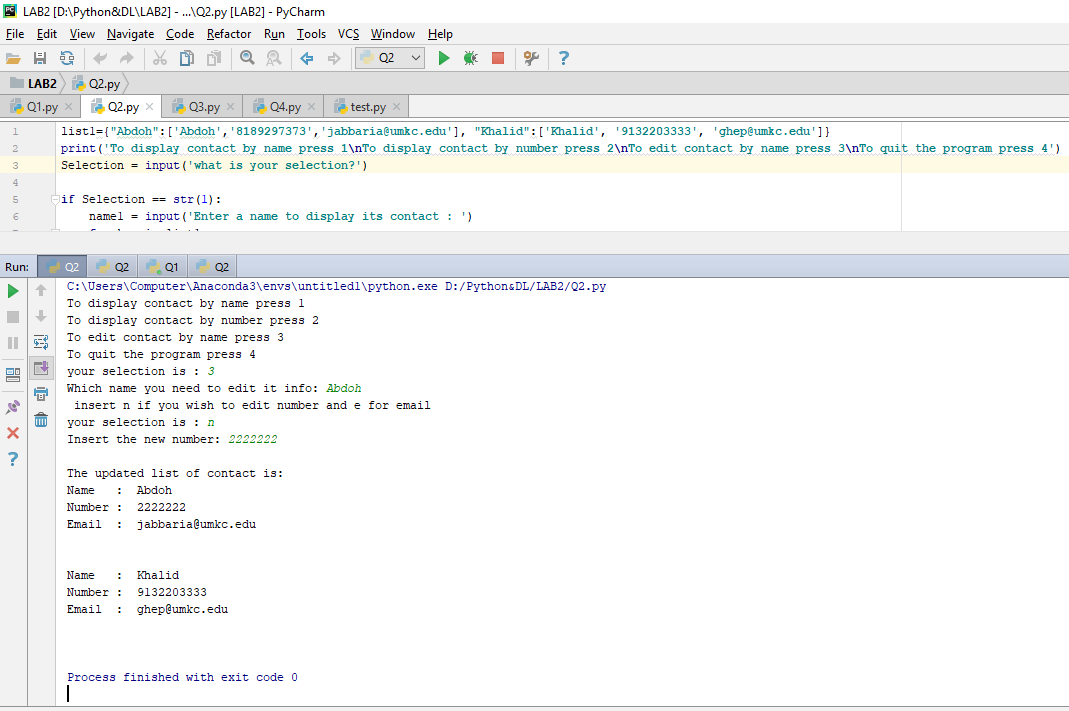 LAB2 [D:\Python&DL\LAB2] - ...\Q2.py [LAB2] - PyCharm
File Edit View Navigate Code Refactor Run Tools VCS Window Help
Q2
LAB2 Q2.py
Q1.py Q2.py Q3.py Q4.py test.py
1 list1={"Abdoh":['Abdoh','8189297373','jabbaria@umkc.edu'], "Khalid":['Khalid', '9132203333', 'ghep@umkc.edu']}
2 print('To display contact by name press 1\nTo display contact by number press 2\nTo edit contact by name press 3\nTo quit the program press 4')
3 Selection = input('what is your selection?')
4
5 if Selection == str(1):
6 name1 = input('Enter a name to display its contact : ')
Run: Q2 Q2 Q1 Q2
C:\Users\Computer\Anaconda3\envs\untitled1\python.exe D:/Python&DL/LAB2/Q2.py
To display contact by name press 1
To display contact by number press 2
To edit contact by name press 3
To quit the program press 4
your selection is : 3
Which name you need to edit it info: Abdoh
insert n if you wish to edit number and e for email
your selection is : n
Insert the new number: 2222222
The updated list of contact is:
Name : Abdoh
Number : 2222222
Email : jabbaria@umkc.edu
Name : Khalid
Number : 9132203333
Email : ghep@umkc.edu
Process finished with exit code 0